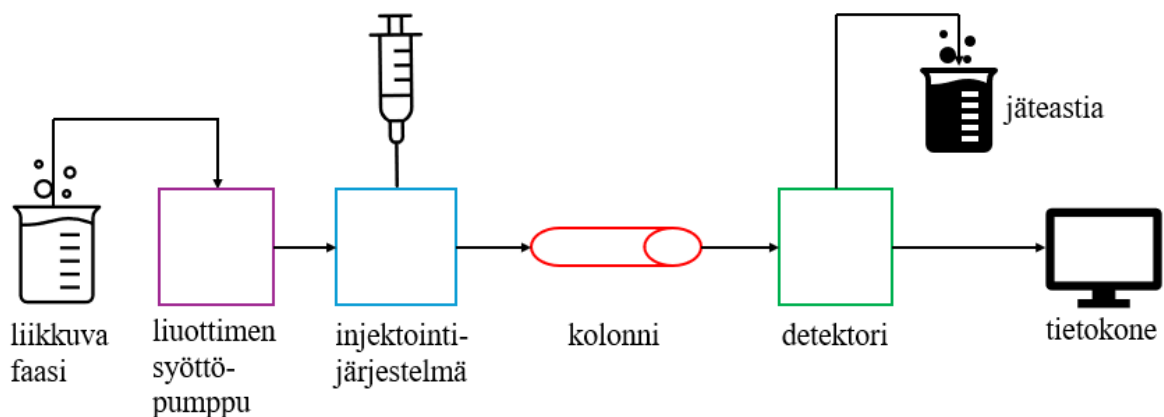 jäteastia
liikkuva
faasi
liuottimen
syöttö-
pumppu
injektointi-
järjestelmä
kolonni
detektori
tietokone